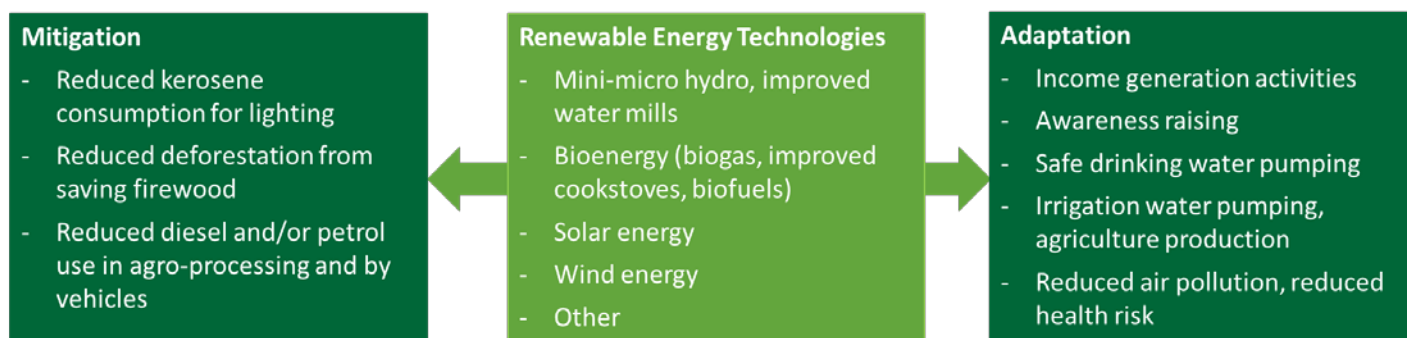 Mitigation
- Reduced kerosene
consumption for lighting
- Reduced deforestation from
saving firewood
- Reduced diesel and/or petrol
use in agro-processing and by
vehicles
Renewable Energy Technologies
- Mini-micro hydro, improved
water mills
- Bioenergy (biogas, improved
cookstoves, biofuels)
- Solar energy
- Wind energy
- Other
Adaptation
- Income generation activities
- Awareness raising
- Safe drinking water pumping
- Irrigation water pumping,
agriculture production
- Reduced air pollution, reduced
health risk